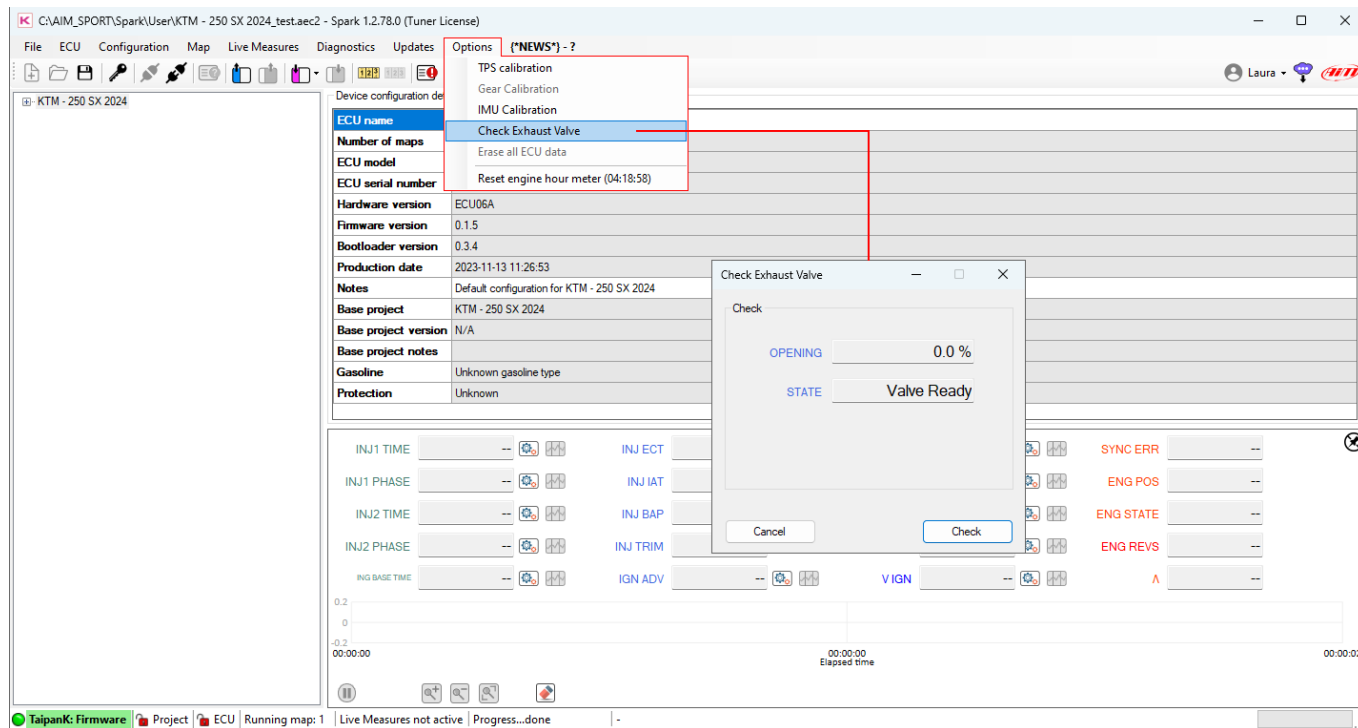 C:\AIM_SPORT\Spark\User\KTM - 250 SX 2024_test.aec2 - Spark 1.2.78.0 (Tuner License)
File ECU Configuration Map Live Measures Diagnostics Updates Options {*NEWS*} - ?
Laura
AiM
KTM - 250 SX 2024
TPS calibration
Gear Calibration
IMU Calibration
Check Exhaust Valve
Erase all ECU data
Reset engine hour meter (04:18:58)
Device configuration de
ECU name
Number of maps
ECU model
ECU serial number
Hardware version ECU06A
Firmware version 0.1.5
Bootloader version 0.3.4
Production date 2023-11-13 11:26:53
Notes Default configuration for KTM - 250 SX 2024
Base project KTM - 250 SX 2024
Base project version N/A
Base project notes
Gasoline Unknown gasoline type
Protection Unknown
Check Exhaust Valve
Check
OPENING 0.0 %
STATE Valve Ready
Cancel Check
INJ1 TIME -- INJ ECT SYNC ERR --
INJ1 PHASE -- INJ IAT ENG POS --
INJ2 TIME -- INJ BAP ENG STATE --
INJ2 PHASE -- INJ TRIM ENG REVS --
ING BASE TIME -- IGN ADV -- V IGN -- Λ --
0.2
0
-0.2
00:00:00 00:00:00 00:00:02
Elapsed time
TaipanK: Firmware Project ECU Running map: 1 Live Measures not active Progress...done -